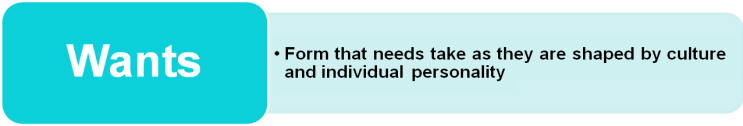 Wants
• Form that needs take as they are shaped by culture
and individual personality